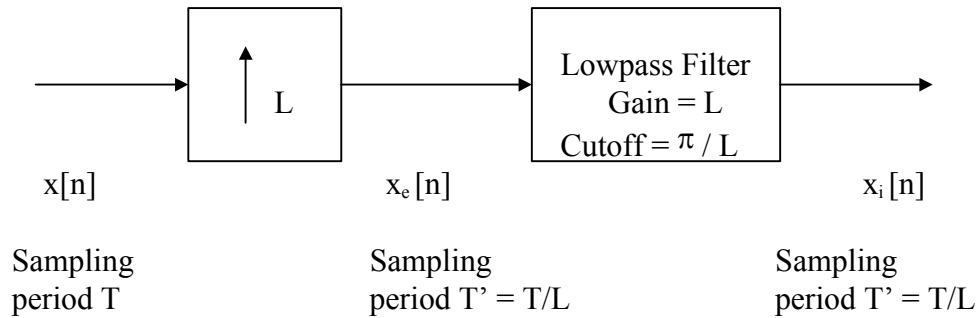 L
Lowpass Filter
Gain = L
Cutoff = π / L
x[n]
xₑ[n]
xᵢ[n]
Sampling
period T
Sampling
period T’ = T/L
Sampling
period T’ = T/L